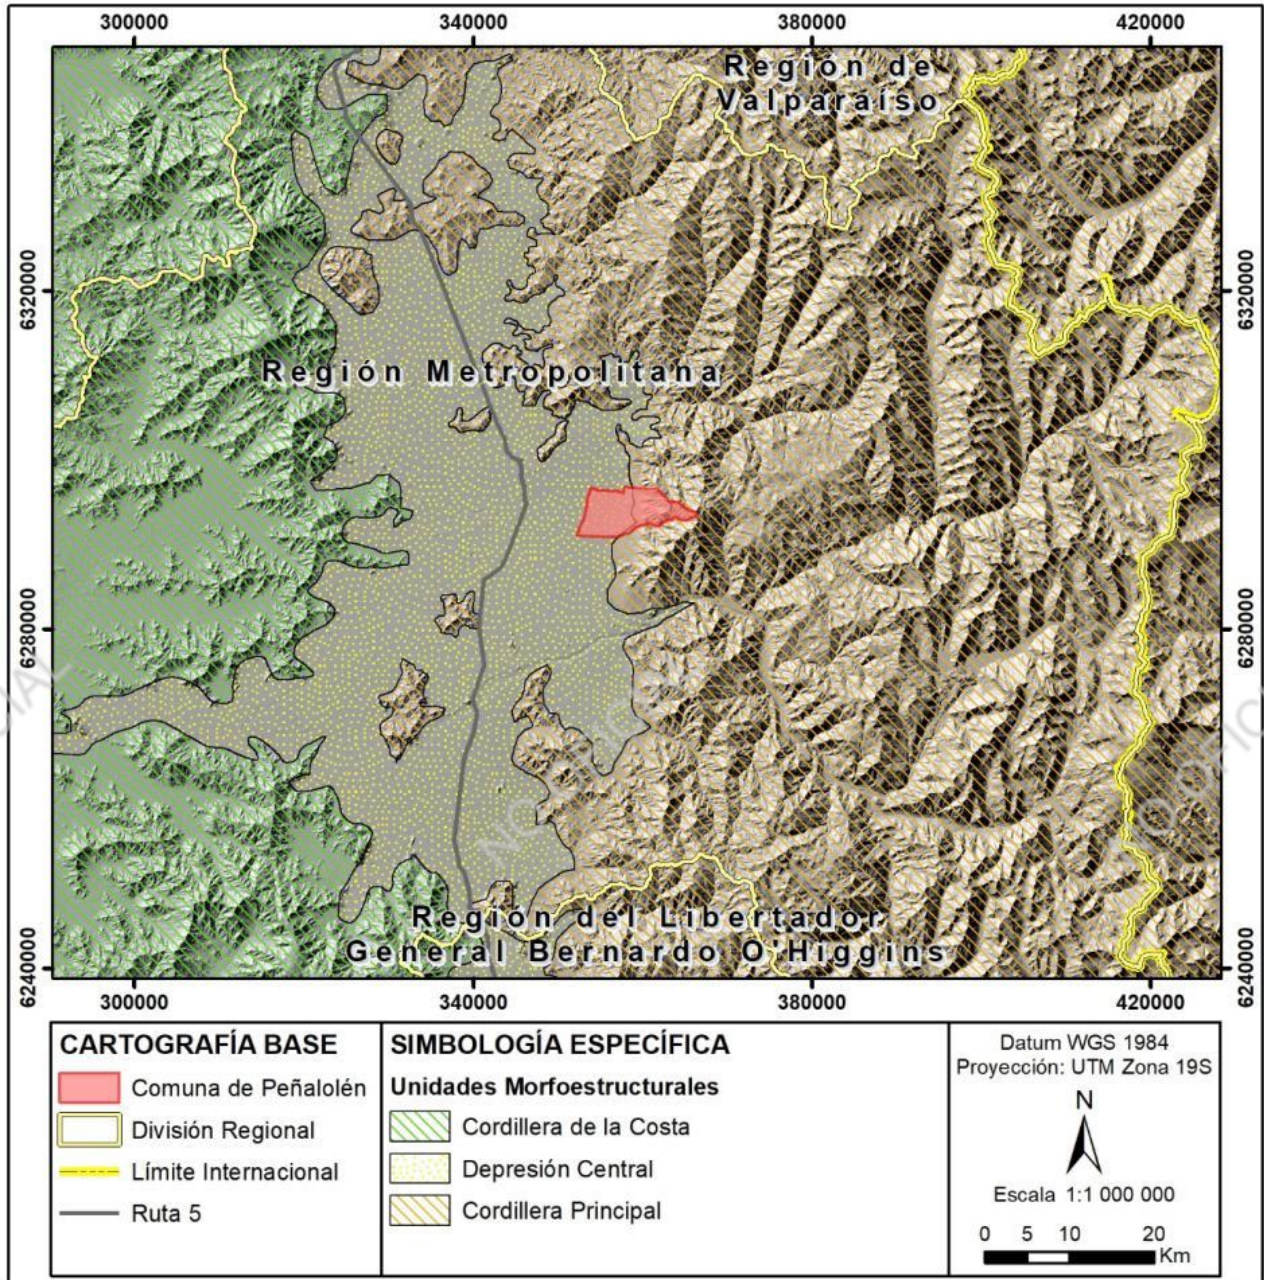 300000 340000 380000 420000
Región de
Valparaíso
6320000 6320000
Región Metropolitana
6280000 6280000
NO OFICIAL
Región del Libertador
General Bernardo O'Higgins
6240000 6240000
300000 340000 380000 420000
CARTOGRAFÍA BASE
Comuna de Peñalolén
División Regional
Límite Internacional
Ruta 5
SIMBOLOGÍA ESPECÍFICA
Unidades Morfoestructurales
Cordillera de la Costa
Depresión Central
Cordillera Principal
Datum WGS 1984
Proyección: UTM Zona 19S
N
Escala 1:1 000 000
0 5 10 20
Km